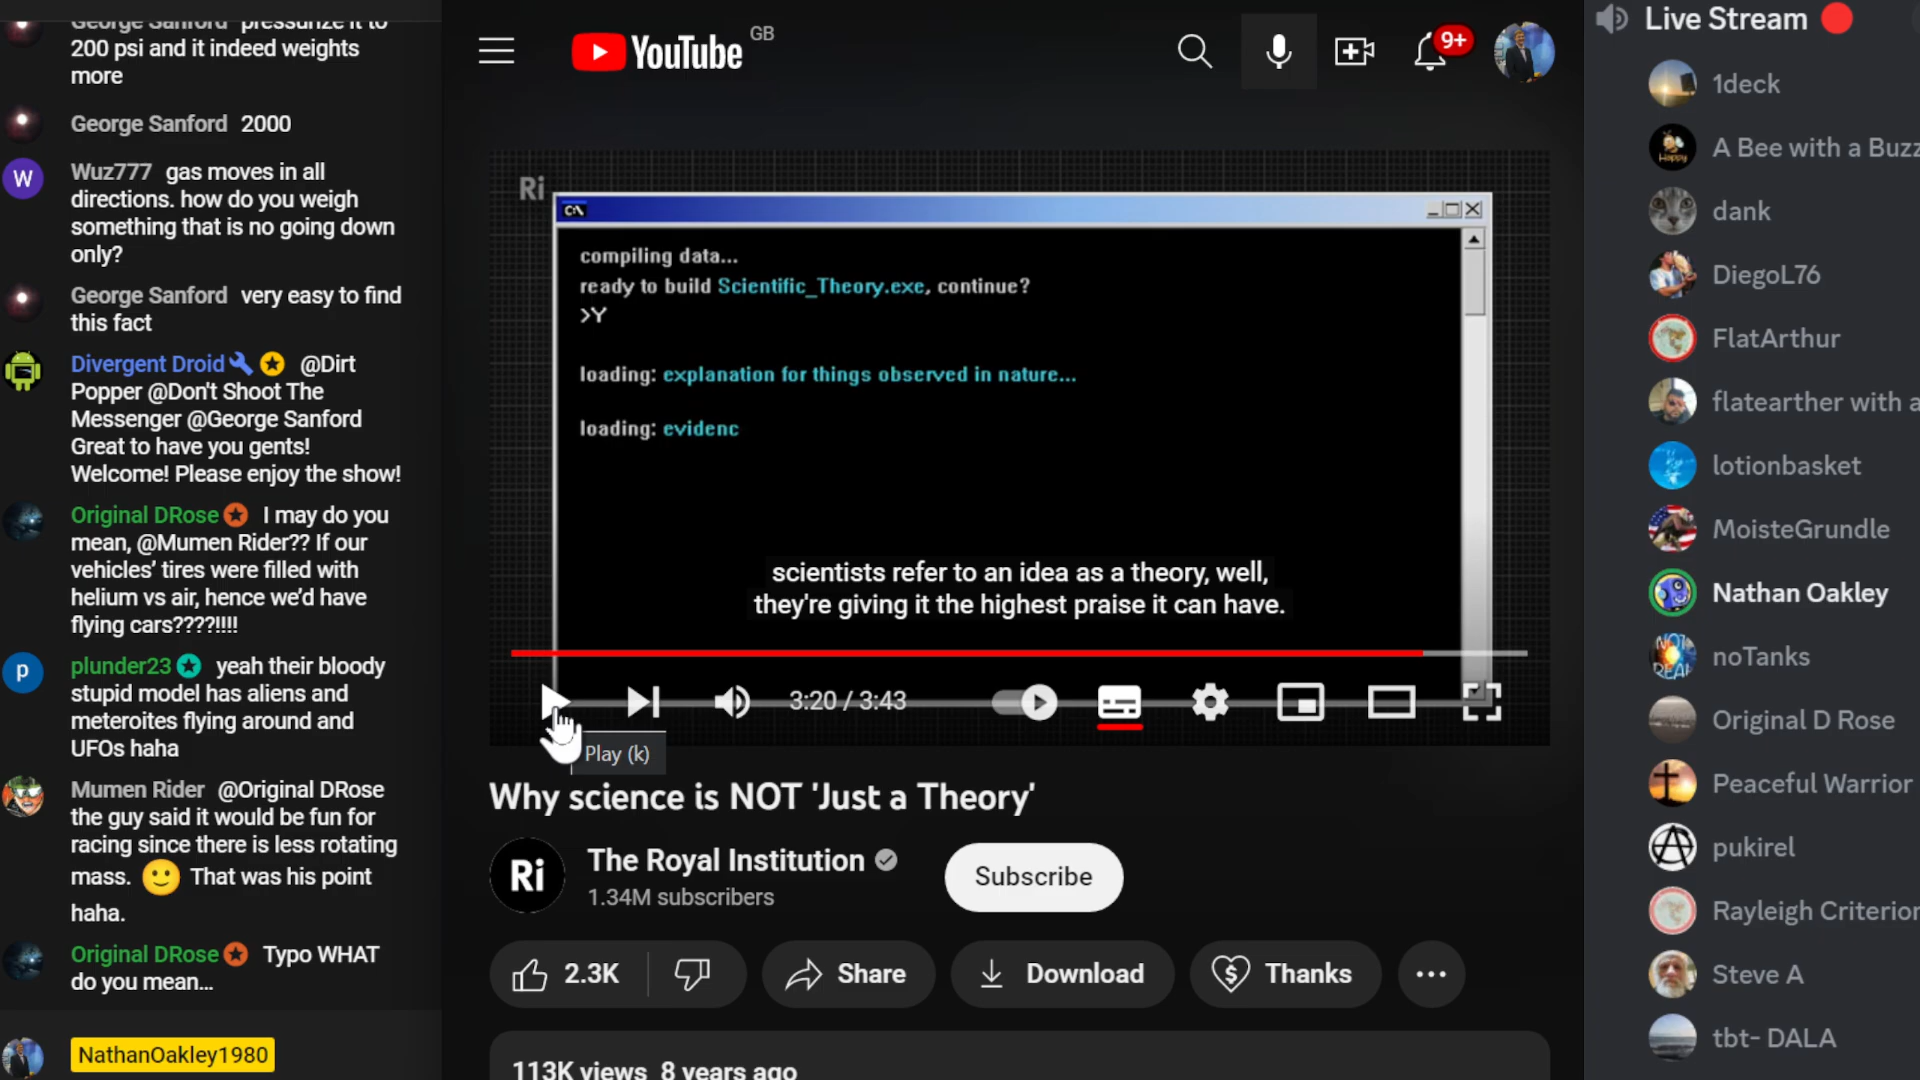 George Sanford pressurize it to
200 psi and it indeed weights
more
George Sanford 2000
W
Wuz777 gas moves in all
directions. how do you weigh
something that is no going down
only?
George Sanford very easy to find
this fact
Divergent Droid @Dirt
Popper @Don't Shoot The
Messenger @George Sanford
Great to have you gents!
Welcome! Please enjoy the show!
Original DRose I may do you
mean, @Mumen Rider?? If our
vehicles' tires were filled with
helium vs air, hence we'd have
flying cars????!!!!
p
plunder23 yeah their bloody
stupid model has aliens and
meteroites flying around and
UFOs haha
Mumen Rider @Original DRose
the guy said it would be fun for
racing since there is less rotating
mass. That was his point
haha.
Original DRose Typo WHAT
do you mean...
NathanOakley1980
YouTube GB
9+
Ri
C:\
compiling data...
ready to build Scientific_Theory.exe, continue?
>Y
loading: explanation for things observed in nature...
loading: evidenc
scientists refer to an idea as a theory, well,
they're giving it the highest praise it can have.
3:20 / 3:43
Play (k)
Why science is NOT 'Just a Theory'
Ri
The Royal Institution
1.34M subscribers
Subscribe
2.3K
Share
Download
Thanks
113K views 8 years ago
Live Stream
1deck
Happy
A Bee with a Buzz
dank
DiegoL76
FlatArthur
flatearther with a
lotionbasket
MoisteGrundle
Nathan Oakley
NOT
REAL
noTanks
Original D Rose
Peaceful Warrior
pukirel
Rayleigh Criterion
Steve A
tbt- DALA